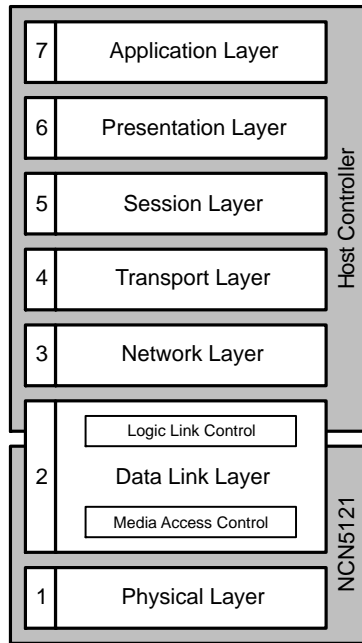 7 Application Layer
6 Presentation Layer
5 Session Layer
4 Transport Layer
3 Network Layer
Host Controller
Logic Link Control
2 Data Link Layer
Media Access Control
1 Physical Layer
NCN5121